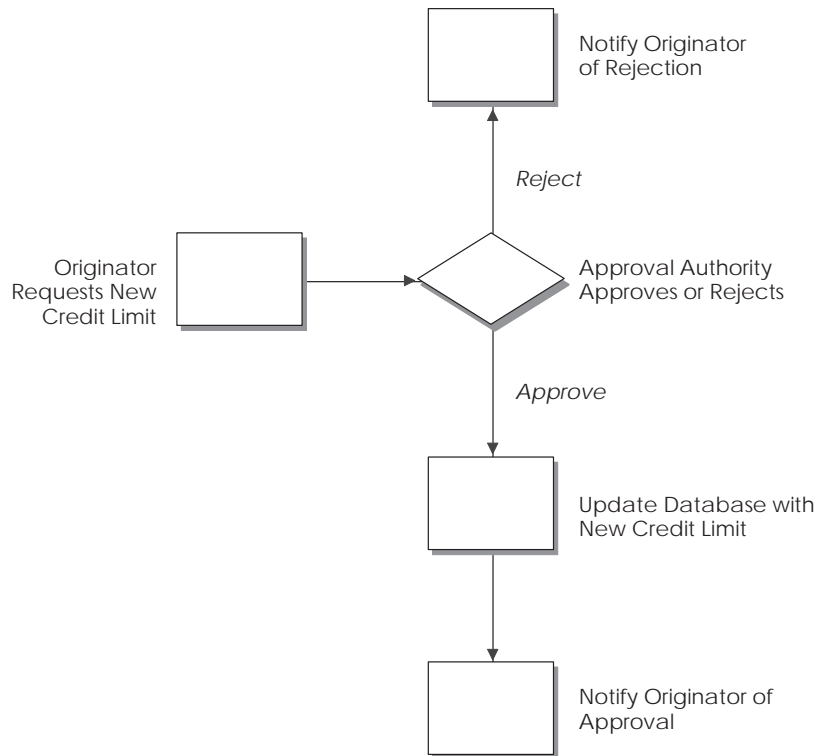 Notify Originator
of Rejection
Reject
Originator
Requests New
Credit Limit
Approval Authority
Approves or Rejects
Approve
Update Database with
New Credit Limit
Notify Originator of
Approval